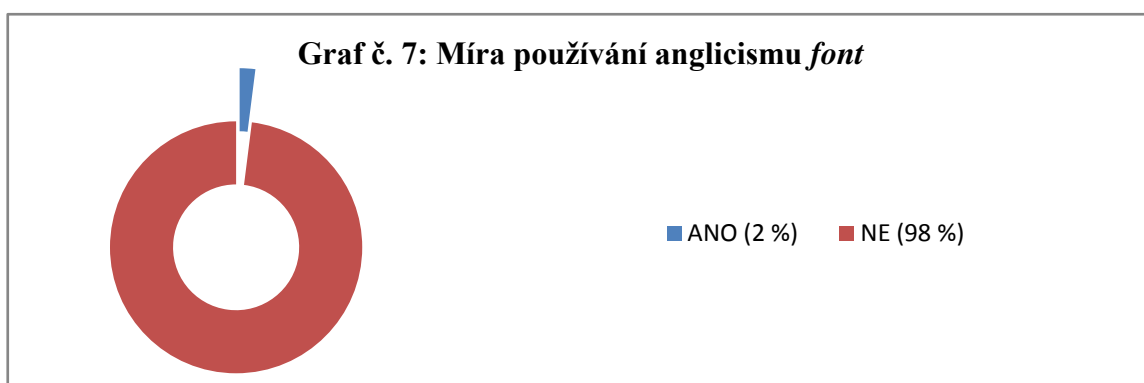 Graf č. 7: Míra používání anglicismu font
ANO (2 %) NE (98 %)